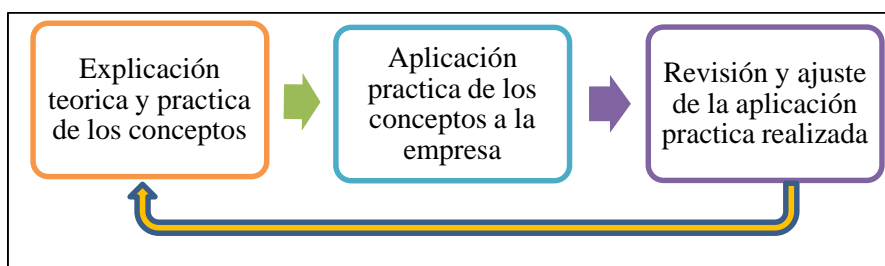 Explicación
teorica y practica
de los conceptos
Aplicación
practica de los
conceptos a la
empresa
Revisión y ajuste
de la aplicación
practica realizada